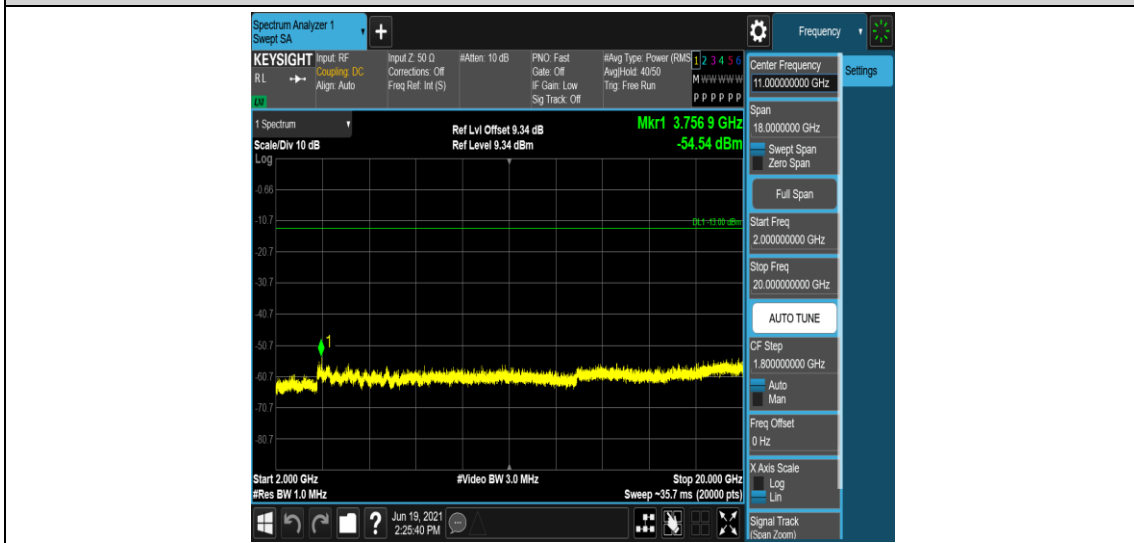 Spectrum Analyzer 1
Swept SA
+
Frequency
KEYSIGHT
RL
LXI
Input: RF
Coupling: DC
Align: Auto
Input Z: 50 Ω
Corrections: Off
Freq Ref: Int (S)
#Atten: 10 dB
PNO: Fast
Gate: Off
IF Gain: Low
Sig Track: Off
#Avg Type: Power (RMS
Avg|Hold: 40/50
Trig: Free Run
1 2 3 4 5 6
M W W W W W
P P P P P P
1 Spectrum
Scale/Div 10 dB
Log
Ref Lvl Offset 9.34 dB
Ref Level 9.34 dBm
Mkr1 3.756 9 GHz
-54.54 dBm
-0.66
-10.7
DL1 -13.00 dBm
-20.7
-30.7
-40.7
-50.7
1
-60.7
-70.7
-80.7
Start 2.000 GHz
#Res BW 1.0 MHz
#Video BW 3.0 MHz
Stop 20.000 GHz
Sweep ~35.7 ms (20000 pts)
?
Jun 19, 2021
2:25:40 PM
Center Frequency
11.000000000 GHz
Settings
Span
18.0000000 GHz
Swept Span
Zero Span
Full Span
Start Freq
2.000000000 GHz
Stop Freq
20.000000000 GHz
AUTO TUNE
CF Step
1.800000000 GHz
Auto
Man
Freq Offset
0 Hz
X Axis Scale
Log
Lin
Signal Track
(Span Zoom)